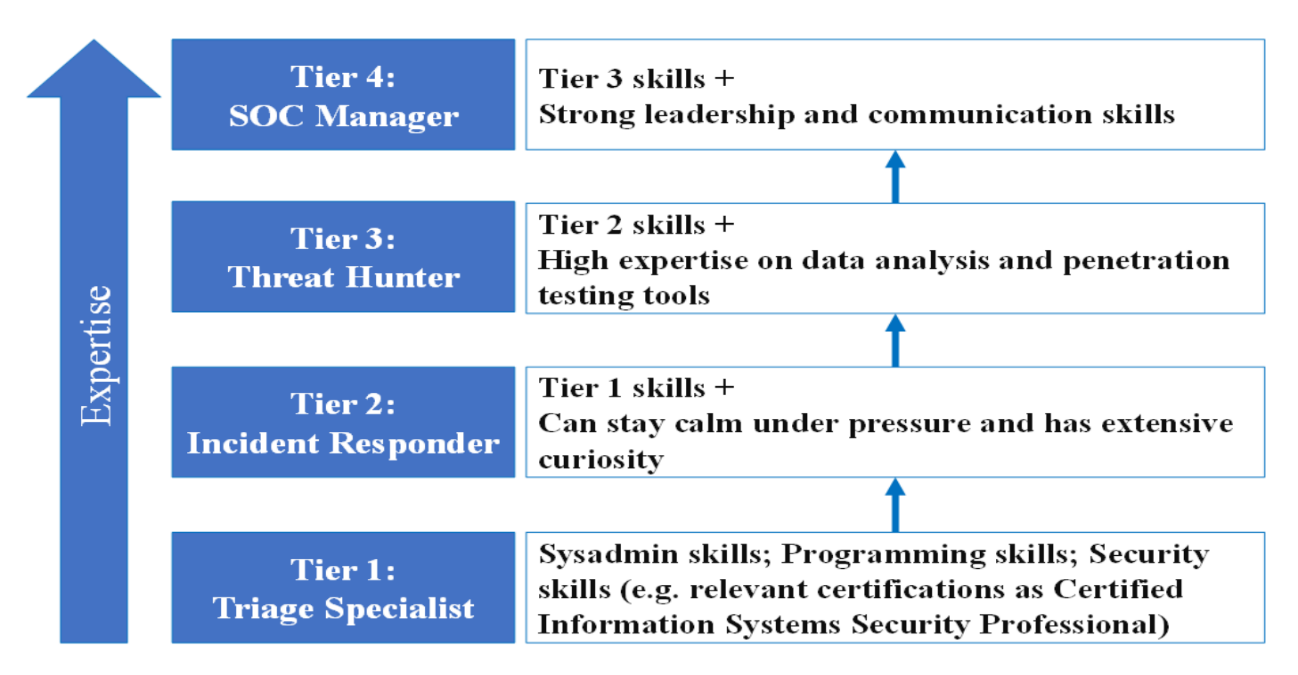 Expertise
Tier 4:
SOC Manager
Tier 3 skills +
Strong leadership and communication skills
Tier 3:
Threat Hunter
Tier 2 skills +
High expertise on data analysis and penetration
testing tools
Tier 2:
Incident Responder
Tier 1 skills +
Can stay calm under pressure and has extensive
curiosity
Tier 1:
Triage Specialist
Sysadmin skills; Programming skills; Security
skills (e.g. relevant certifications as Certified
Information Systems Security Professional)